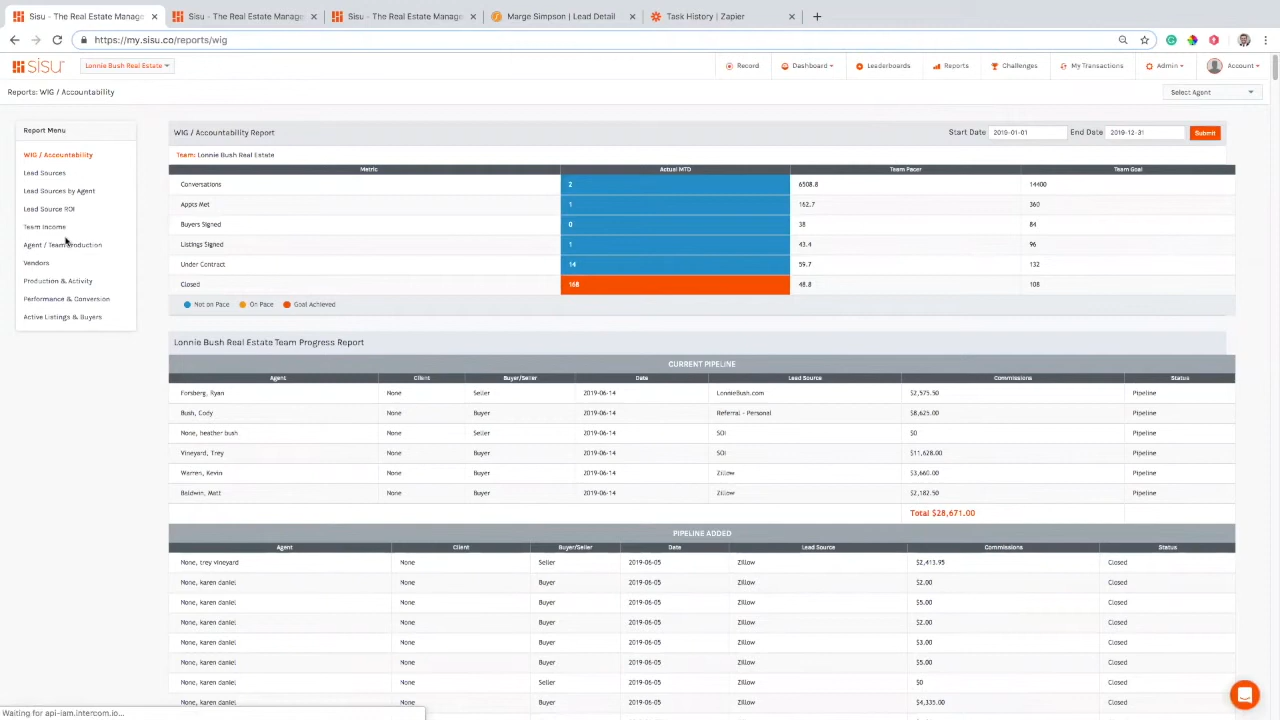 Sisu - The Real Estate Manage
Sisu - The Real Estate Manage
Sisu - The Real Estate Manage
Marge Simpson | Lead Detail
Task History | Zapier
https://my.sisu.co/reports/wig
sisu
Lonnie Bush Real Estate
Record
Dashboard
Leaderboards
Reports
Challenges
My Transactions
Admin
Account
Reports: WIG / Accountability
Select Agent
Report Menu
WIG / Accountability
Lead Sources
Lead Sources by Agent
Lead Source ROI
Team Income
Agent / Team Production
Vendors
Production & Activity
Performance & Conversion
Active Listings & Buyers
WIG / Accountability Report
Start Date 2019-01-01 End Date 2019-12-31 Submit
Team: Lonnie Bush Real Estate
Metric Actual MTD Team Pacer Team Goal
Conversations 2 6508.8 14400
Appts Met 1 162.7 360
Buyers Signed 0 38 84
Listings Signed 1 43.4 96
Under Contract 14 59.7 132
Closed 168 48.8 108
Not on Pace On Pace Goal Achieved
Lonnie Bush Real Estate Team Progress Report
CURRENT PIPELINE
Agent Client Buyer/Seller Date Lead Source Commissions Status
Forsberg, Ryan None Seller 2019-06-14 LonnieBush.com $2,575.50 Pipeline
Bush, Cody None Buyer 2019-06-14 Referral - Personal $8,625.00 Pipeline
None, heather bush None Seller 2019-06-14 SOI $0 Pipeline
Vineyard, Trey None Buyer 2019-06-14 SOI $11,628.00 Pipeline
Warren, Kevin None Buyer 2019-06-14 Zillow $3,660.00 Pipeline
Baldwin, Matt None Buyer 2019-06-14 Zillow $2,182.50 Pipeline
Total $28,671.00
PIPELINE ADDED
Agent Client Buyer/Seller Date Lead Source Commissions Status
None, trey vineyard None Seller 2019-06-05 Zillow $2,413.95 Closed
None, karen daniel None Buyer 2019-06-05 Zillow $2.00 Closed
None, karen daniel None Buyer 2019-06-05 Zillow $5.00 Closed
None, karen daniel None Buyer 2019-06-05 Zillow $2.00 Closed
None, karen daniel None Buyer 2019-06-05 Zillow $3.00 Closed
None, karen daniel None Buyer 2019-06-05 Zillow $5.00 Closed
None, karen daniel None Seller 2019-06-05 Zillow $0 Closed
None, karen daniel None Buyer 2019-06-05 Zillow $4,335.00 Closed
Waiting for api-iam.intercom.io...